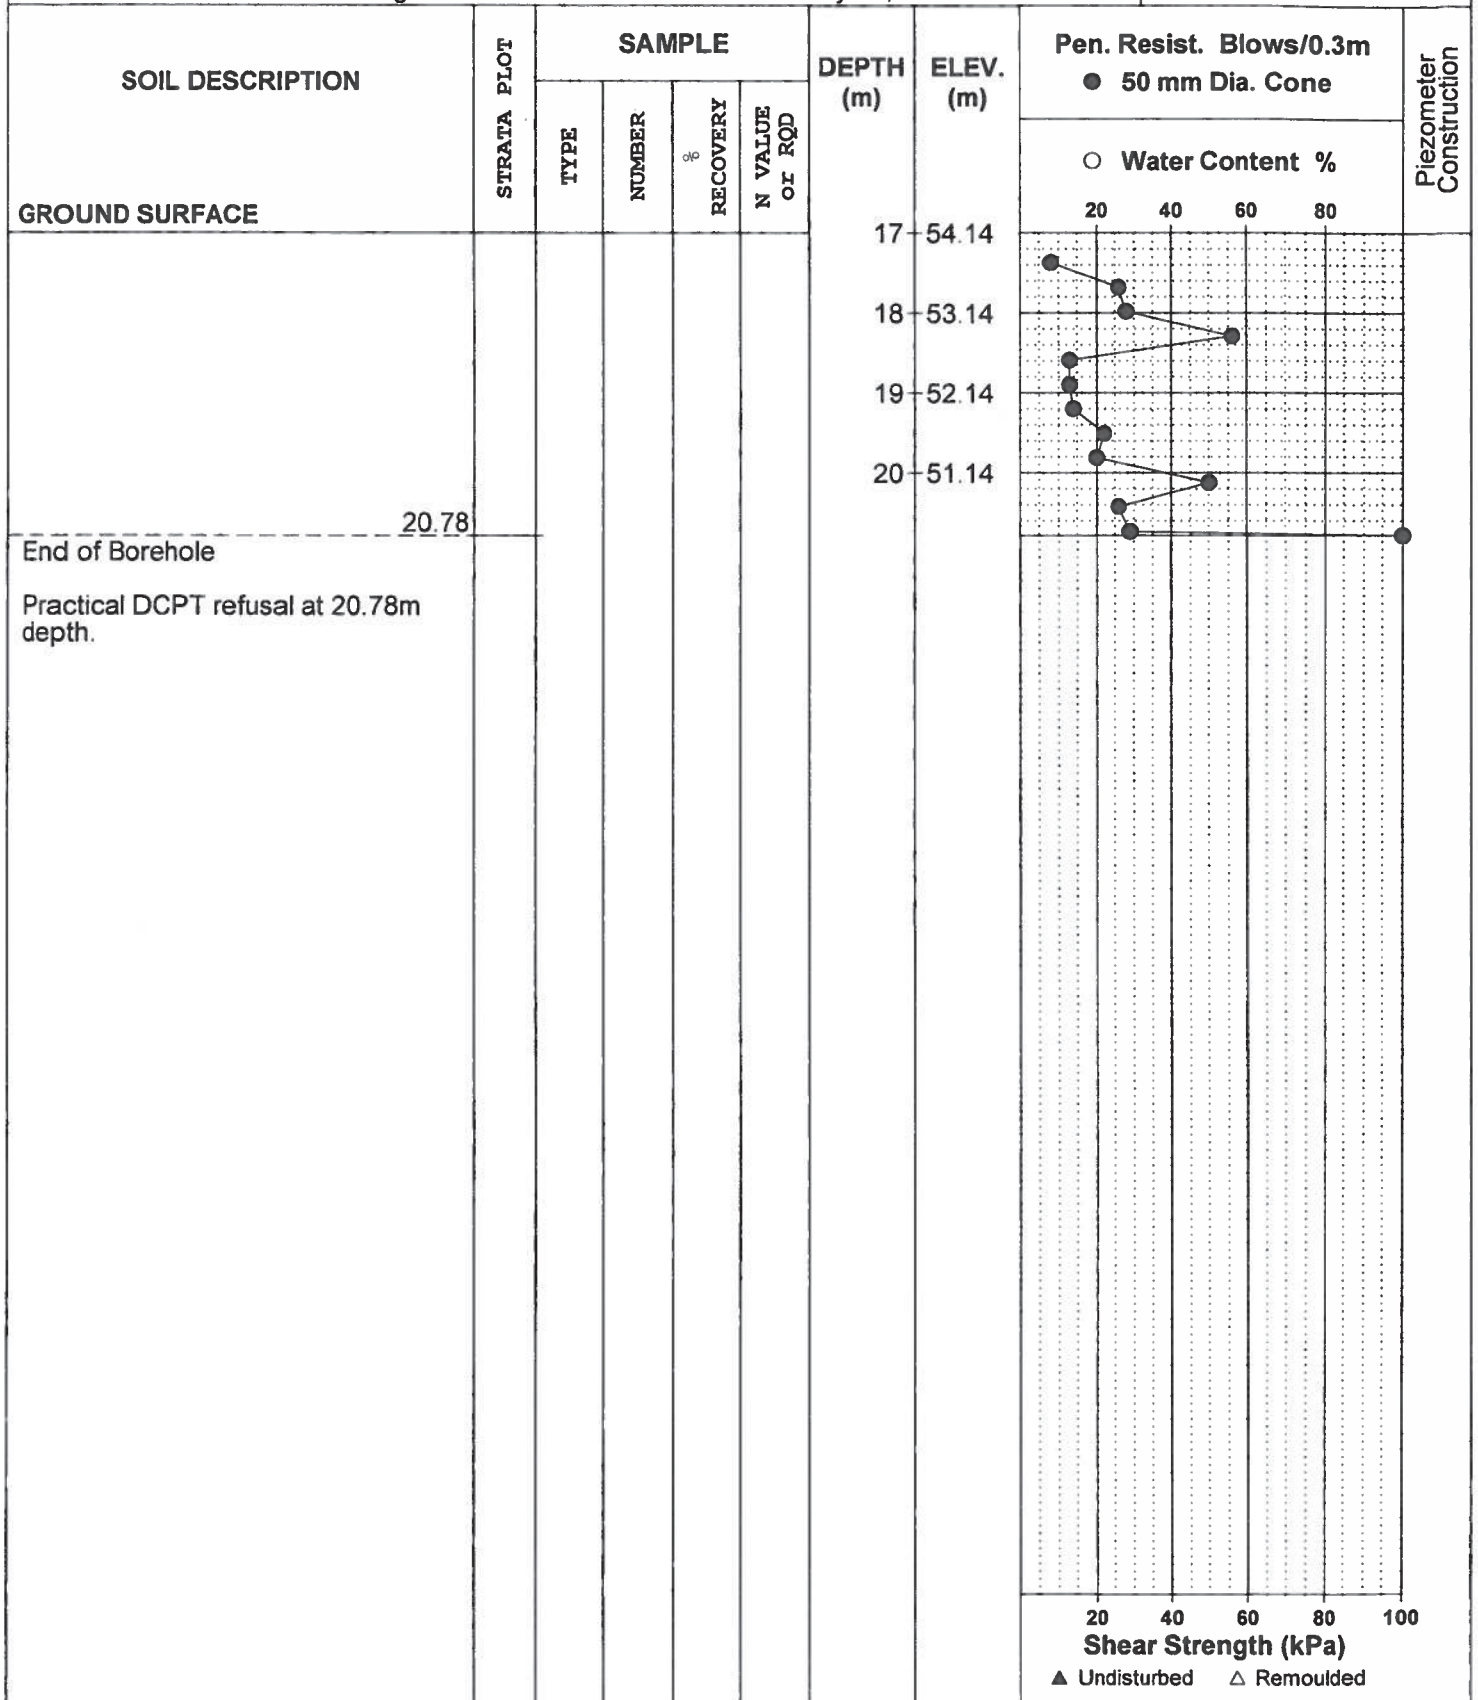 SOIL DESCRIPTION
GROUND SURFACE
STRATA PLOT
SAMPLE
TYPE
NUMBER
%
RECOVERY
N VALUE
or RQD
DEPTH
(m)
ELEV.
(m)
Pen. Resist. Blows/0.3m
● 50 mm Dia. Cone
○ Water Content %
20 40 60 80
Piezometer
Construction
17 54.14
18 53.14
19 52.14
20 51.14
20.78
End of Borehole
Practical DCPT refusal at 20.78m
depth.
20 40 60 80 100
Shear Strength (kPa)
▲ Undisturbed △ Remoulded